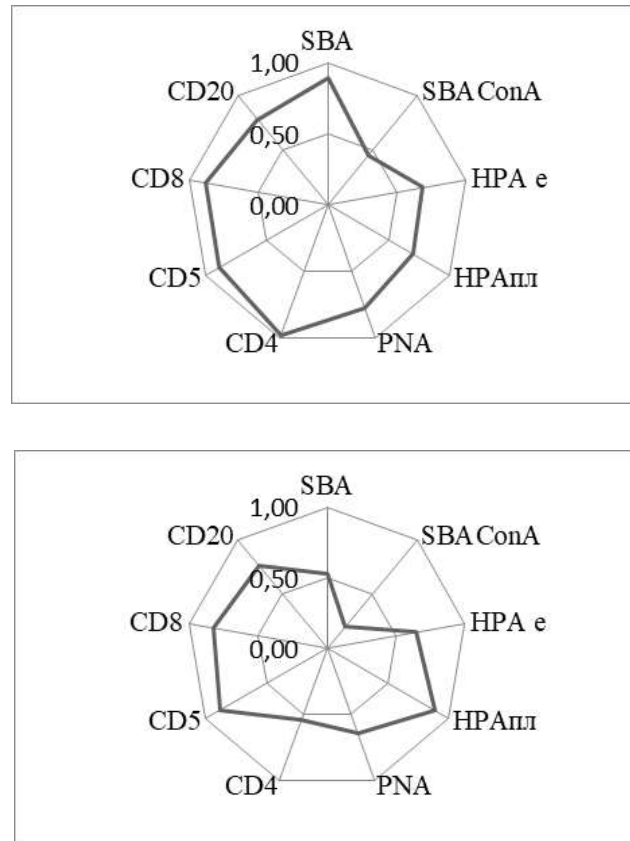 SBA
1,00
CD20
SBA ConA
0,50
CD8
HPA e
0,00
CD5
HPAпл
CD4
PNA
SBA
1,00
CD20
SBA ConA
0,50
CD8
HPA e
0,00
CD5
HPAпл
CD4
PNA